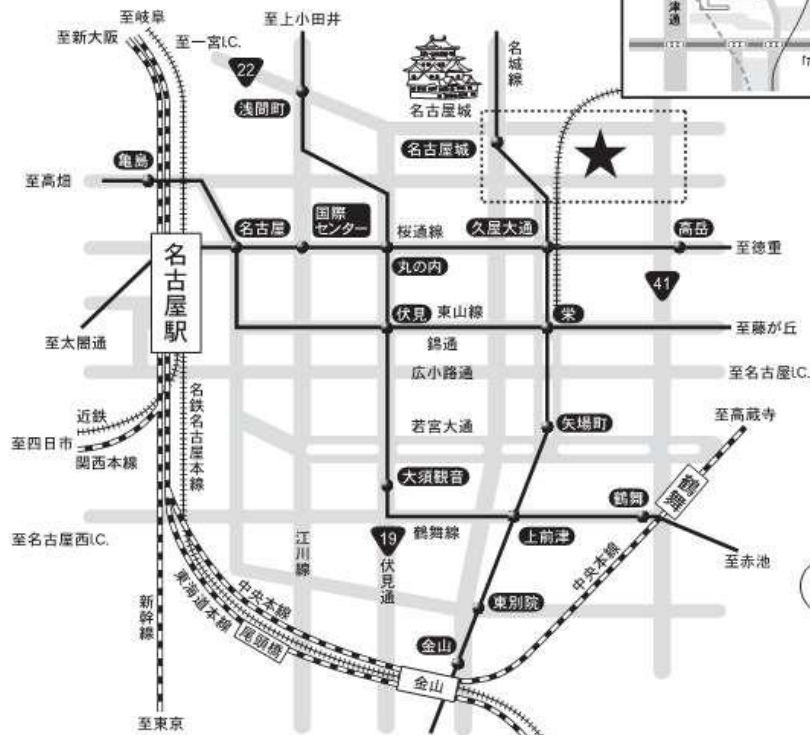 至岐阜
至上小田井
至新大阪
至一宮I.C.
22
浅間町
名古屋城
名城線
津通
名古屋城
亀島
至高畑
名古屋
国際
センター
桜通線
久屋大通
高岳
至徳重
丸の内
名古屋駅
41
伏見
東山線
栄
至藤が丘
至太閤通
錦通
広小路通
至名古屋I.C.
名鉄名古屋本線
近鉄
至四日市
関西本線
若宮大通
矢場町
至高蔵寺
大須観音
鶴舞
鶴舞
至名古屋西I.C.
江川線
19
伏見通
鶴舞線
上前津
至赤池
中央本線
新幹線
東海道本線
中央本線
尾頭橋
東別院
金山
金山
至東京